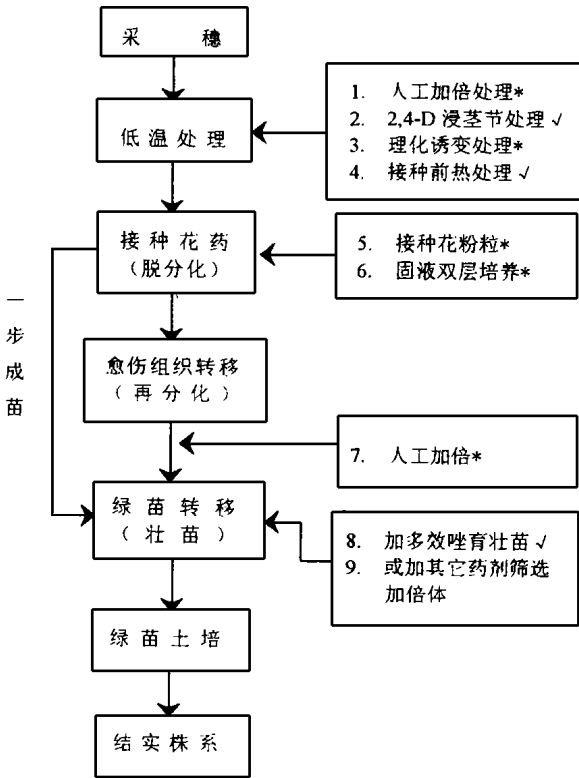 采 穗
低温处理
1. 人工加倍处理*
2. 2,4-D 浸茎节处理√
3. 理化诱变处理*
4. 接种前热处理√
接种花药
(脱分化)
5. 接种花粉粒*
6. 固液双层培养*
一步成苗
愈伤组织转移
(再分化)
7. 人工加倍*
绿苗转移
(壮苗)
8. 加多效唑育壮苗√
9. 或加其它药剂筛选
加倍体
绿苗土培
结实株系